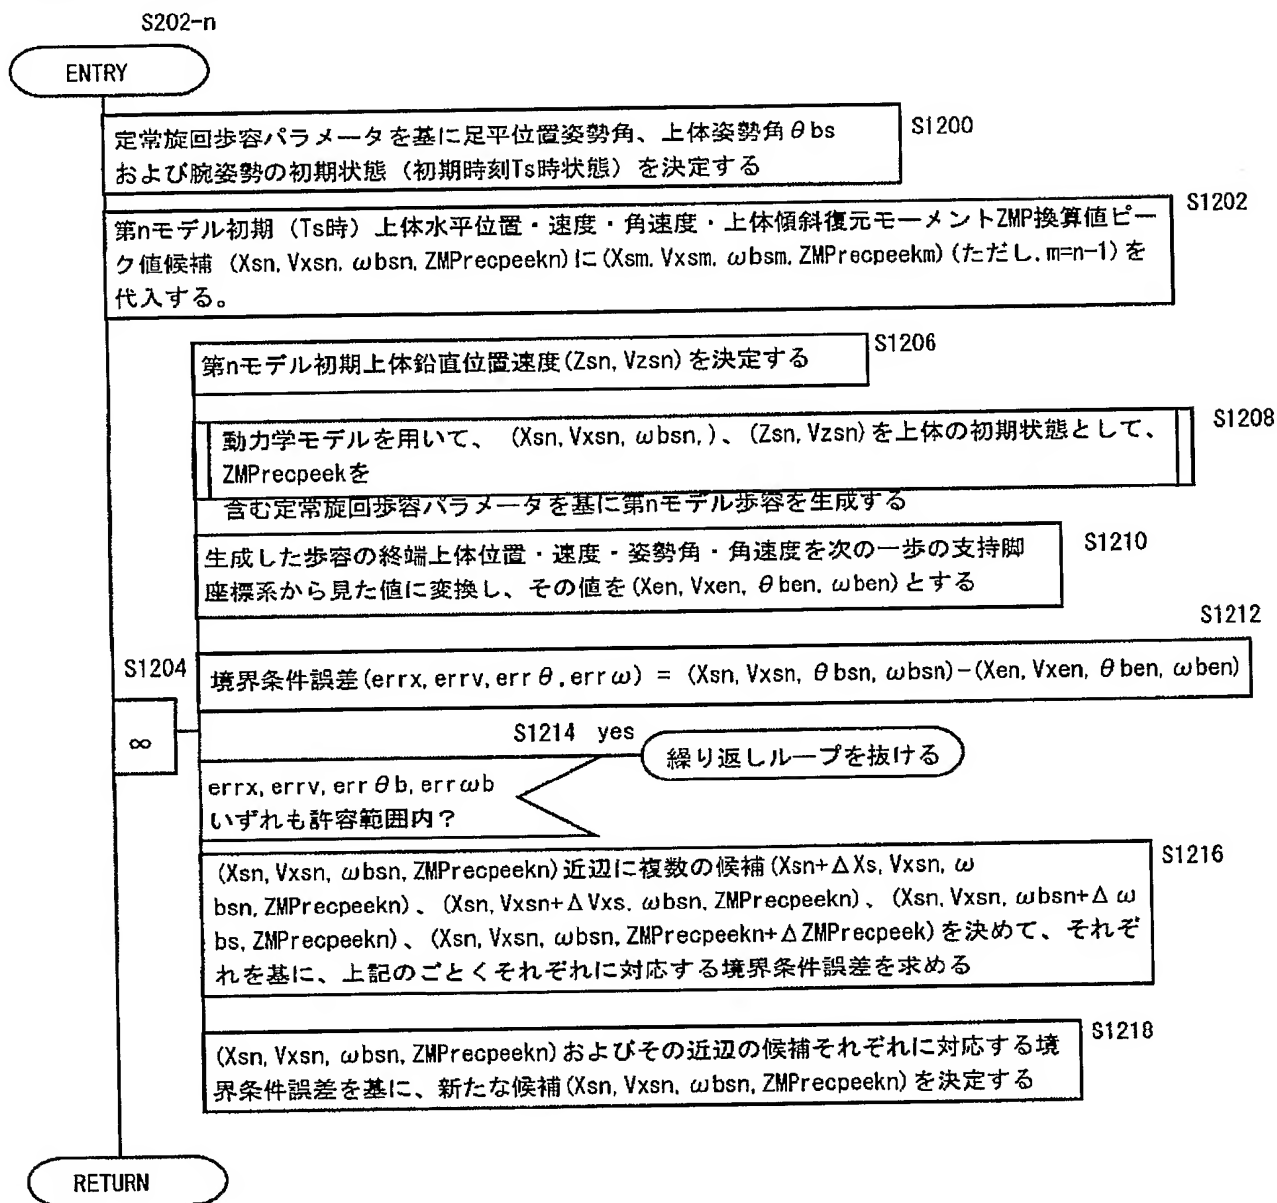 S202-n
ENTRY
定常旋回歩容パラメータを基に足平位置姿勢角、上体姿勢角θbs
および腕姿勢の初期状態（初期時刻Ts時状態）を決定する
S1200
第nモデル初期（Ts時）上体水平位置・速度・角速度・上体傾斜復元モーメントZMP換算値ピー
ク値候補（Xsn, Vxsn, ωbsn, ZMPrecpeekn)に(Xsm, Vxsm, ωbsm, ZMPrecpeekm)(ただし, m=n-1)を
代入する。
S1202
第nモデル初期上体鉛直位置速度(Zsn, Vzsn)を決定する
S1206
動力学モデルを用いて、（Xsn, Vxsn, ωbsn,)、(Zsn, Vzsn)を上体の初期状態として、
ZMPrecpeekを
含む定常旋回歩容パラメータを基に第nモデル歩容を生成する
S1208
生成した歩容の終端上体位置・速度・姿勢角・角速度を次の一歩の支持脚
座標系から見た値に変換し、その値を(Xen, Vxen, θben, ωben)とする
S1210
S1212
境界条件誤差(errx, errv, errθ, errω) = (Xsn, Vxsn, θbsn, ωbsn)-(Xen, Vxen, θben, ωben)
S1204
∞
S1214 yes
繰り返しループを抜ける
errx, errv, errθb, errωb
いずれも許容範囲内？
(Xsn, Vxsn, ωbsn, ZMPrecpeekn)近辺に複数の候補(Xsn+ΔXs, Vxsn, ω
bsn, ZMPrecpeekn)、(Xsn, Vxsn+ΔVxs, ωbsn, ZMPrecpeekn)、(Xsn, Vxsn, ωbsn+Δω
bs, ZMPrecpeekn)、(Xsn, Vxsn, ωbsn, ZMPrecpeekn+ΔZMPrecpeek)を決めて、それぞ
れを基に、上記のごとくそれぞれに対応する境界条件誤差を求める
S1216
(Xsn, Vxsn, ωbsn, ZMPrecpeekn)およびその近辺の候補それぞれに対応する境
界条件誤差を基に、新たな候補(Xsn, Vxsn, ωbsn, ZMPrecpeekn)を決定する
S1218
RETURN